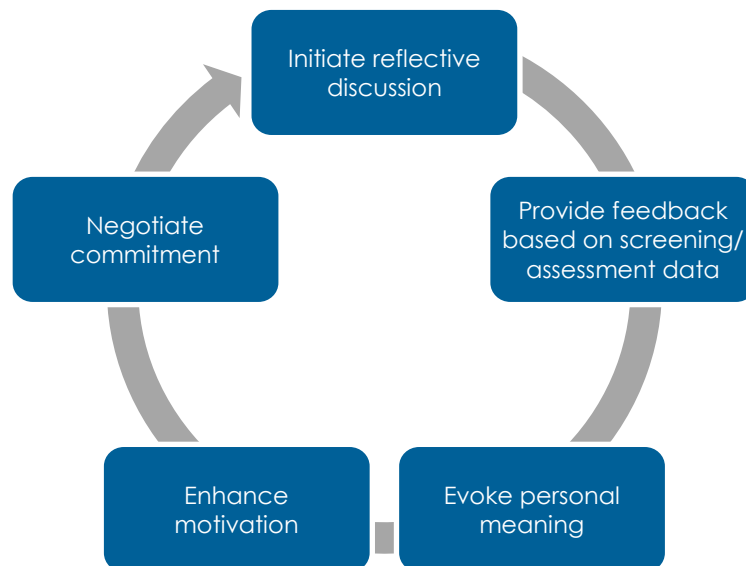 Initiate reflective
discussion
Provide feedback
based on screening/
assessment data
Evoke personal
meaning
Enhance
motivation
Negotiate
commitment